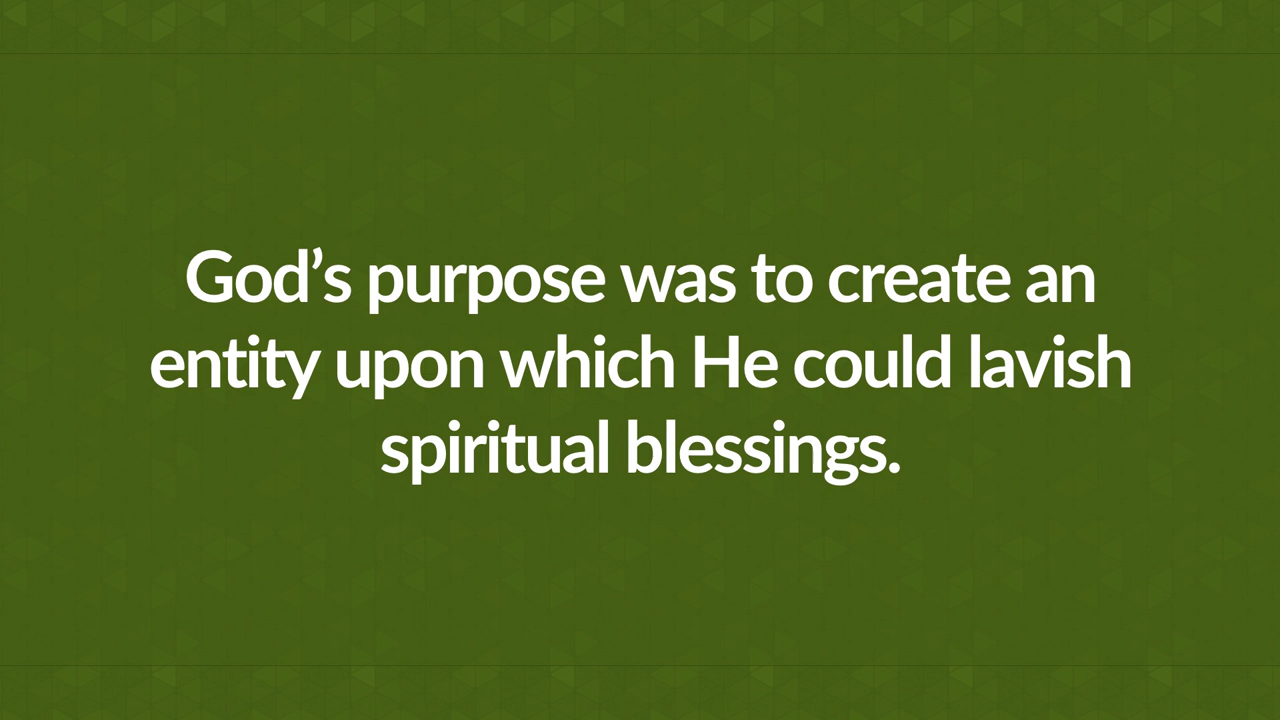 God’s purpose was to create an
entity upon which He could lavish
spiritual blessings.